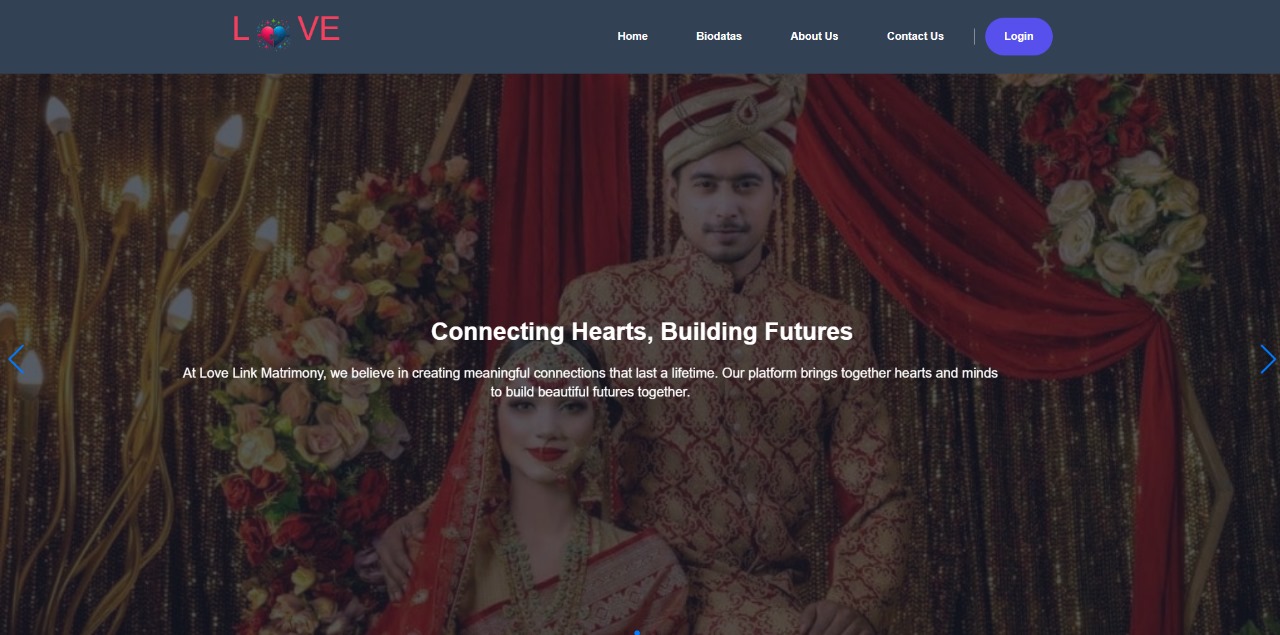 L VE
Home
Biodatas
About Us
Contact Us
Login
Connecting Hearts, Building Futures
At Love Link Matrimony, we believe in creating meaningful connections that last a lifetime. Our platform brings together hearts and minds
to build beautiful futures together.